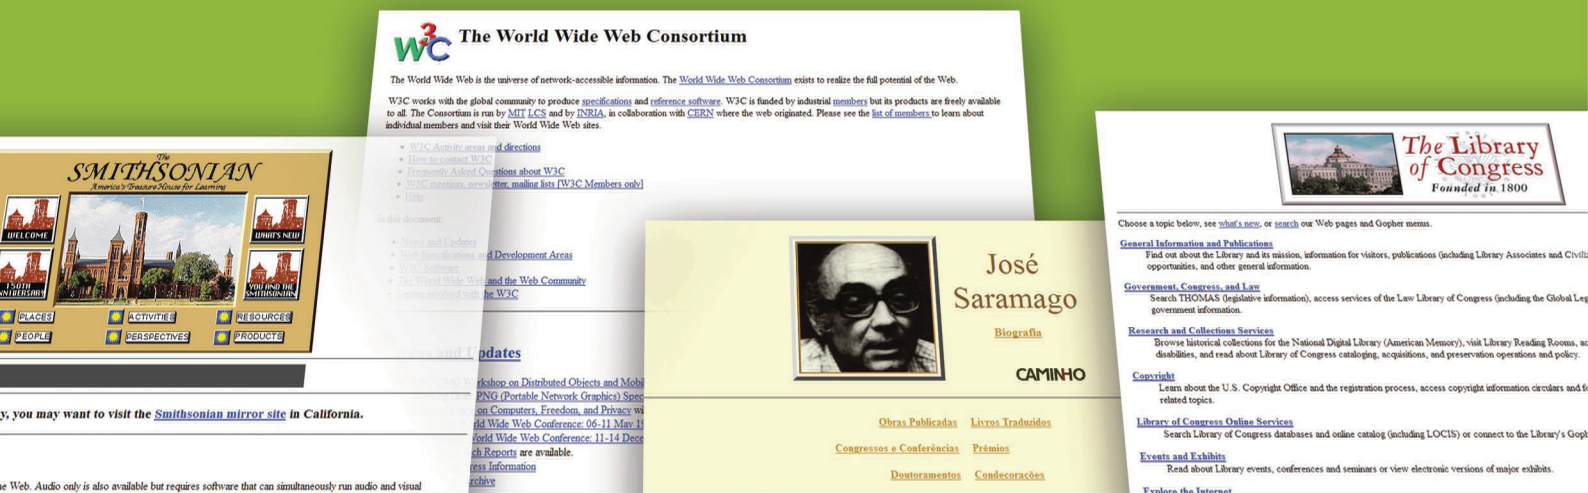 The
SMITHSONIAN
America's Treasure House for Learning
WELCOME
WHAT'S NEW
150TH
ANNIVERSARY
YOU AND THE
SMITHSONIAN
PLACES
ACTIVITIES
RESOURCES
PEOPLE
PERSPECTIVES
PRODUCTS
you may want to visit the Smithsonian mirror site in California.
Web. Audio only is also available but requires software that can simultaneously run audio and visual
W3C The World Wide Web Consortium
The World Wide Web is the universe of network-accessible information. The World Wide Web Consortium exists to realize the full potential of the Web.
W3C works with the global community to produce specifications and reference software. W3C is funded by industrial members but its products are freely available
to all. The Consortium is run by MIT LCS and by INRIA, in collaboration with CERN where the web originated. Please see the list of members to learn about
individual members and visit their World Wide Web sites.
W3C Activity areas and directions
How to contact W3C
Frequently Asked Questions about W3C
W3C meetings, newsletter, mailing lists [W3C Members only]
Help
In this document:
News and Updates
Web Specifications and Development Areas
W3C Software
The World Wide Web and the Web Community
Getting involved with the W3C
and Updates
Workshop on Distributed Objects and
PNG (Portable Network Graphics)
on Computers, Freedom, and Privacy
World Wide Web Conference: 06-11 May
World Wide Web Conference: 11-14
Reports are available.
Information
José
Saramago
Biografia
CAMINHO
Obras Publicadas Livros Traduzidos
Congressos e Conferências Prémios
Doutoramentos Condecorações
The Library
of Congress
Founded in 1800
Choose a topic below, see what's new, or search our Web pages and Gopher menus.
General Information and Publications
Find out about the Library and its mission, information for visitors, publications (including Library Associates and
opportunities, and other general information.
Government, Congress, and Law
Search THOMAS (legislative information), access services of the Law Library of Congress (including the Global
government information.
Research and Collections Services
Browse historical collections for the National Digital Library (American Memory), visit Library Reading Rooms,
disabilities, and read about Library of Congress cataloging, acquisitions, and preservation operations and policy.
Copyright
Learn about the U.S. Copyright Office and the registration process, access copyright information circulars and
related topics.
Library of Congress Online Services
Search Library of Congress databases and online catalog (including LOCIS) or connect to the Library's
Events and Exhibits
Read about Library events, conferences and seminars or view electronic versions of major exhibits.
Explore the Internet